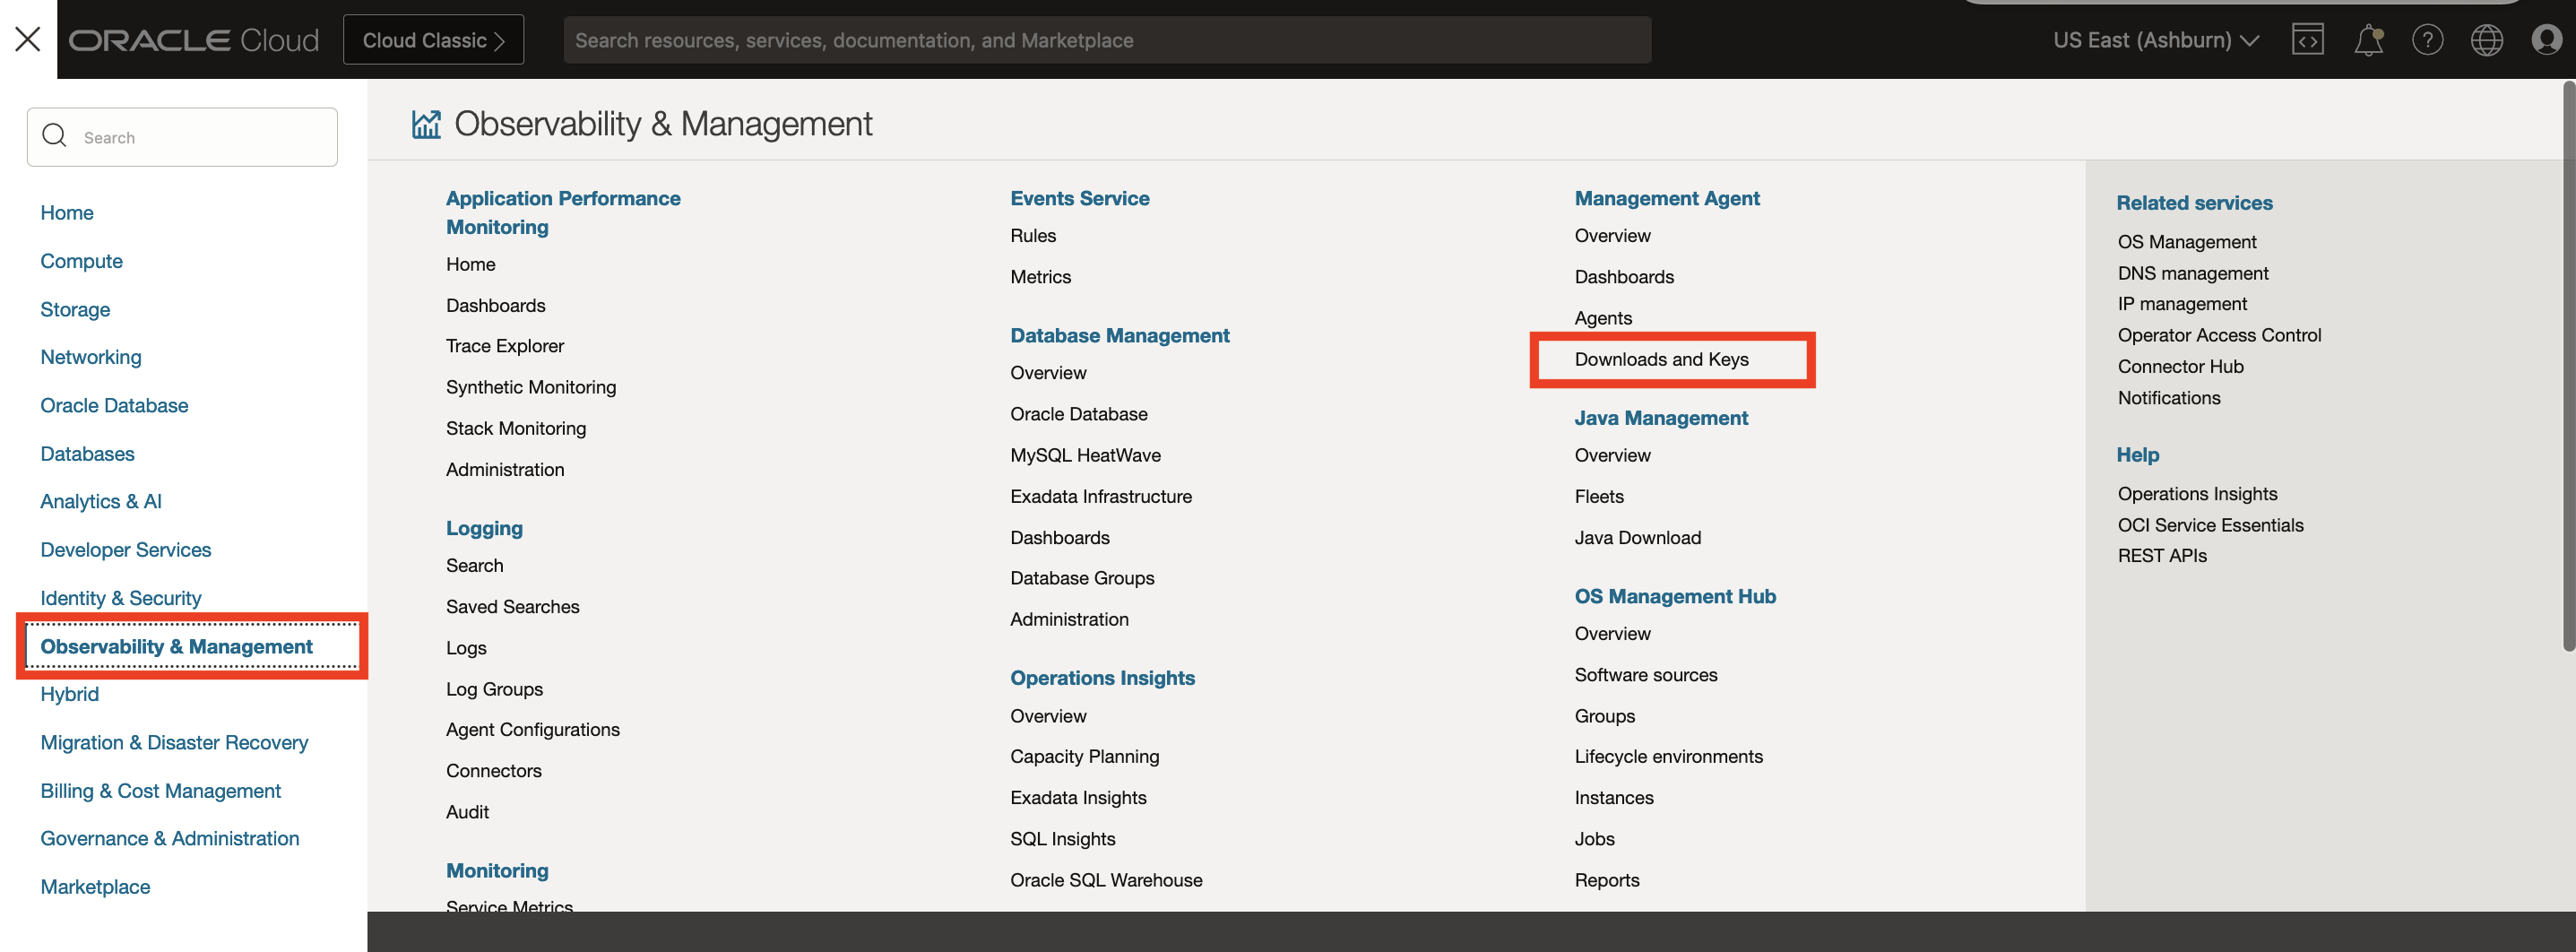 ORACLE Cloud
Cloud Classic
Search resources, services, documentation, and Marketplace
US East (Ashburn)
Search
Home
Compute
Storage
Networking
Oracle Database
Databases
Analytics & AI
Developer Services
Identity & Security
Observability & Management
Hybrid
Migration & Disaster Recovery
Billing & Cost Management
Governance & Administration
Marketplace
Observability & Management
Application Performance
Monitoring
Home
Dashboards
Trace Explorer
Synthetic Monitoring
Stack Monitoring
Administration
Logging
Search
Saved Searches
Logs
Log Groups
Agent Configurations
Connectors
Audit
Monitoring
Service Metrics
Events Service
Rules
Metrics
Database Management
Overview
Oracle Database
MySQL HeatWave
Exadata Infrastructure
Dashboards
Database Groups
Administration
Operations Insights
Overview
Capacity Planning
Exadata Insights
SQL Insights
Oracle SQL Warehouse
Management Agent
Overview
Dashboards
Agents
Downloads and Keys
Java Management
Overview
Fleets
Java Download
OS Management Hub
Overview
Software sources
Groups
Lifecycle environments
Instances
Jobs
Reports
Related services
OS Management
DNS management
IP management
Operator Access Control
Connector Hub
Notifications
Help
Operations Insights
OCI Service Essentials
REST APIs